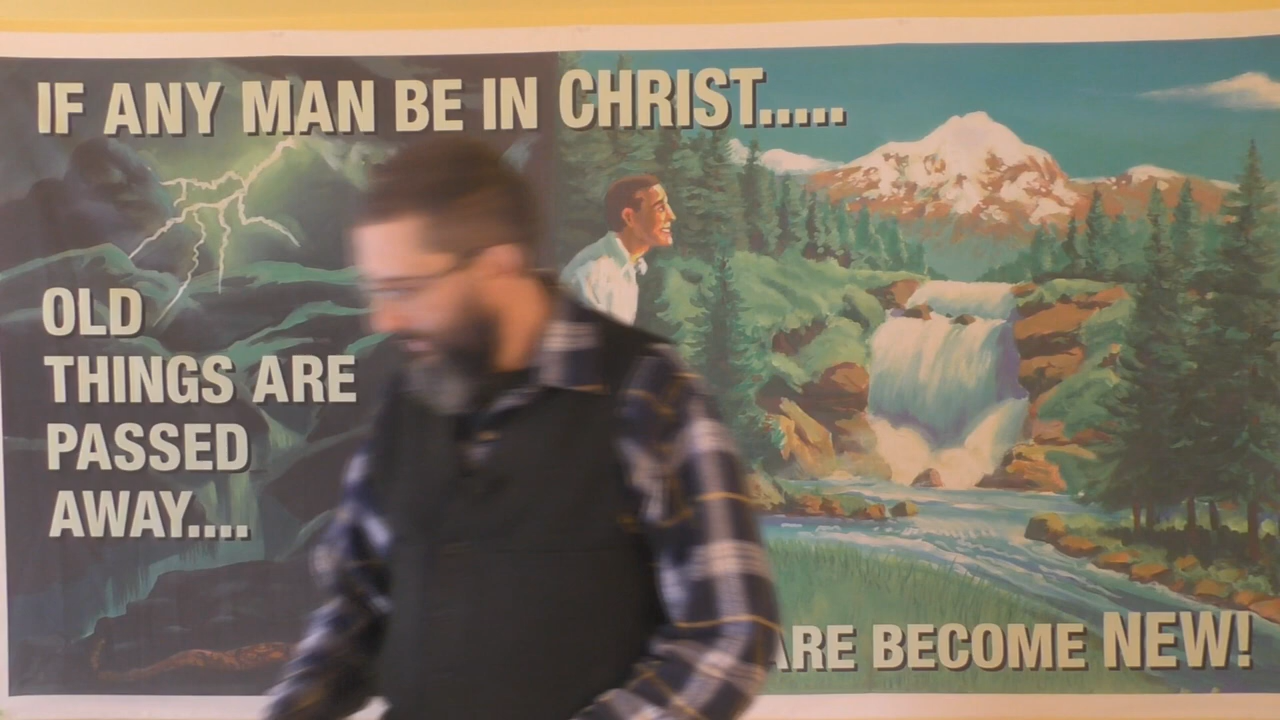 IF ANY MAN BE IN CHRIST.....
OLD
THINGS ARE
PASSED
AWAY....
ARE BECOME NEW!